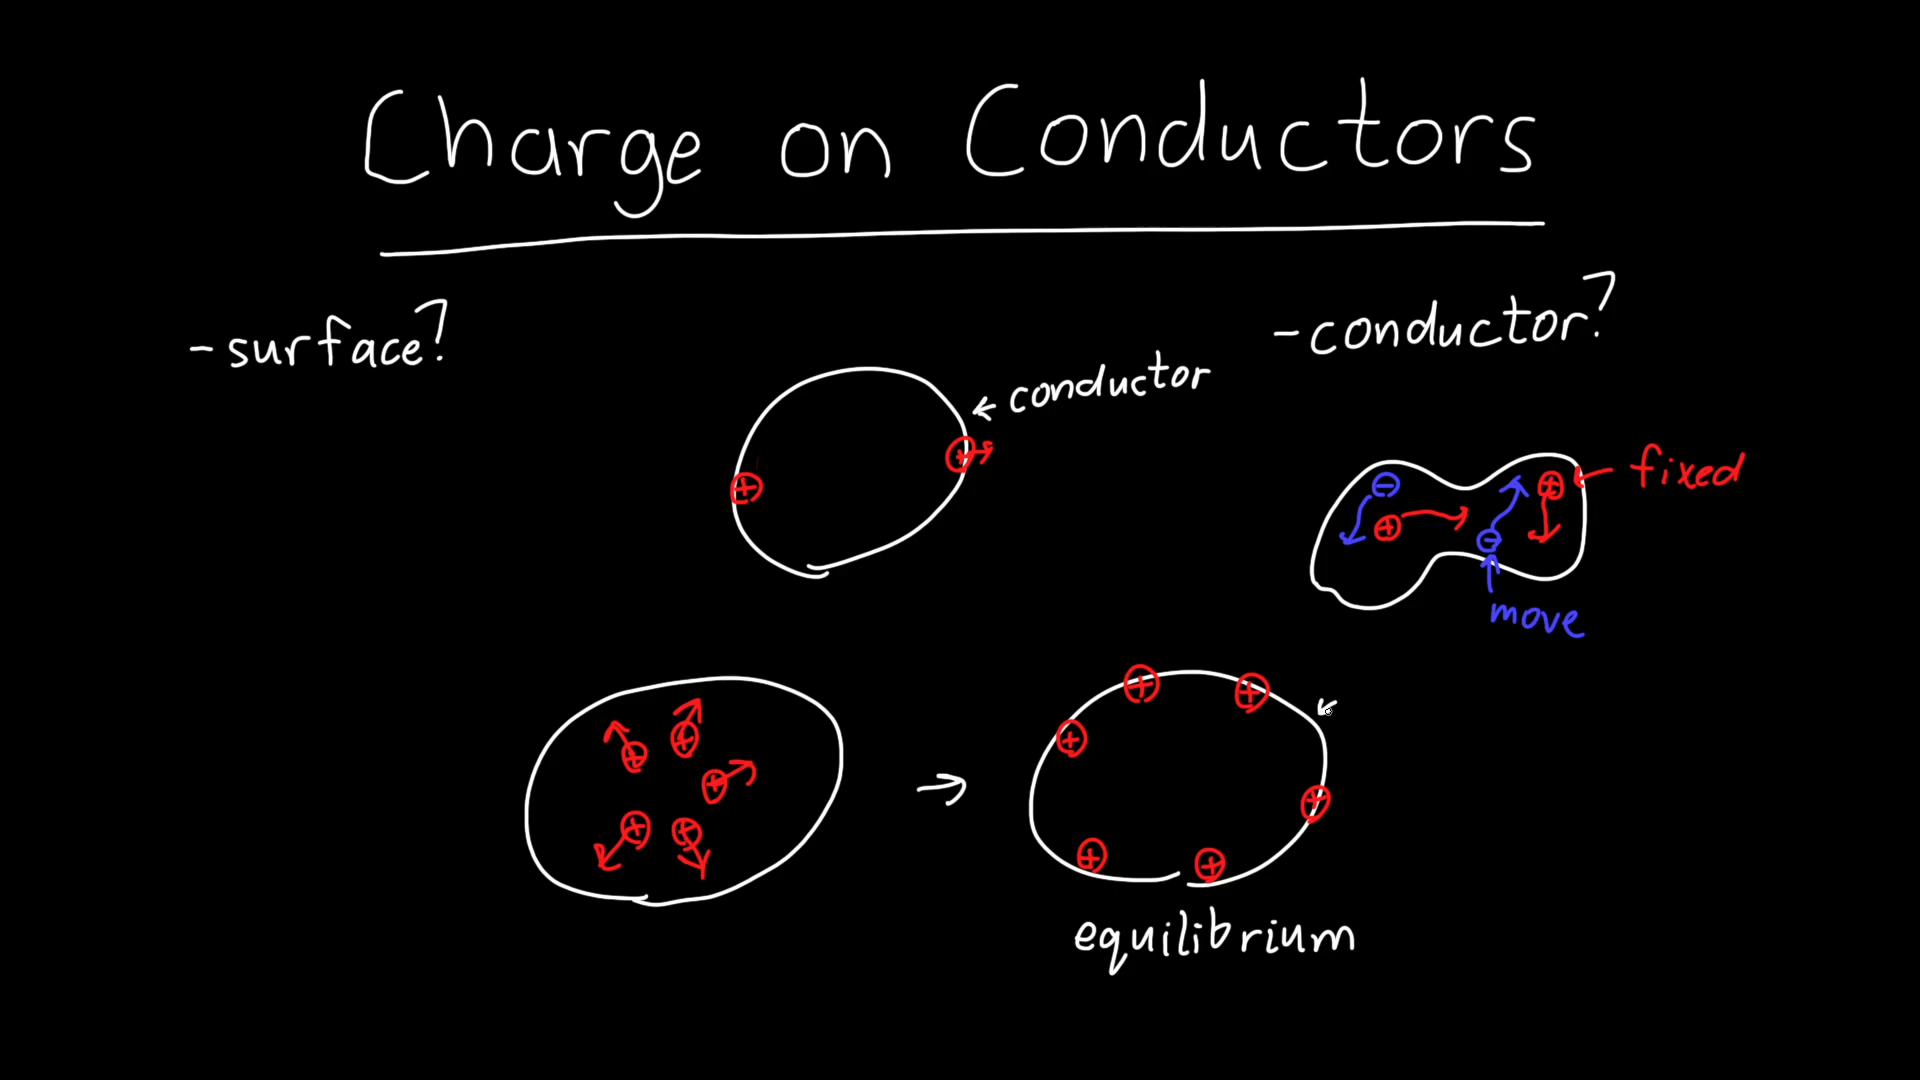 Charge on Conductors
-surface?
-conductor?
← conductor
fixed
move
equilibrium